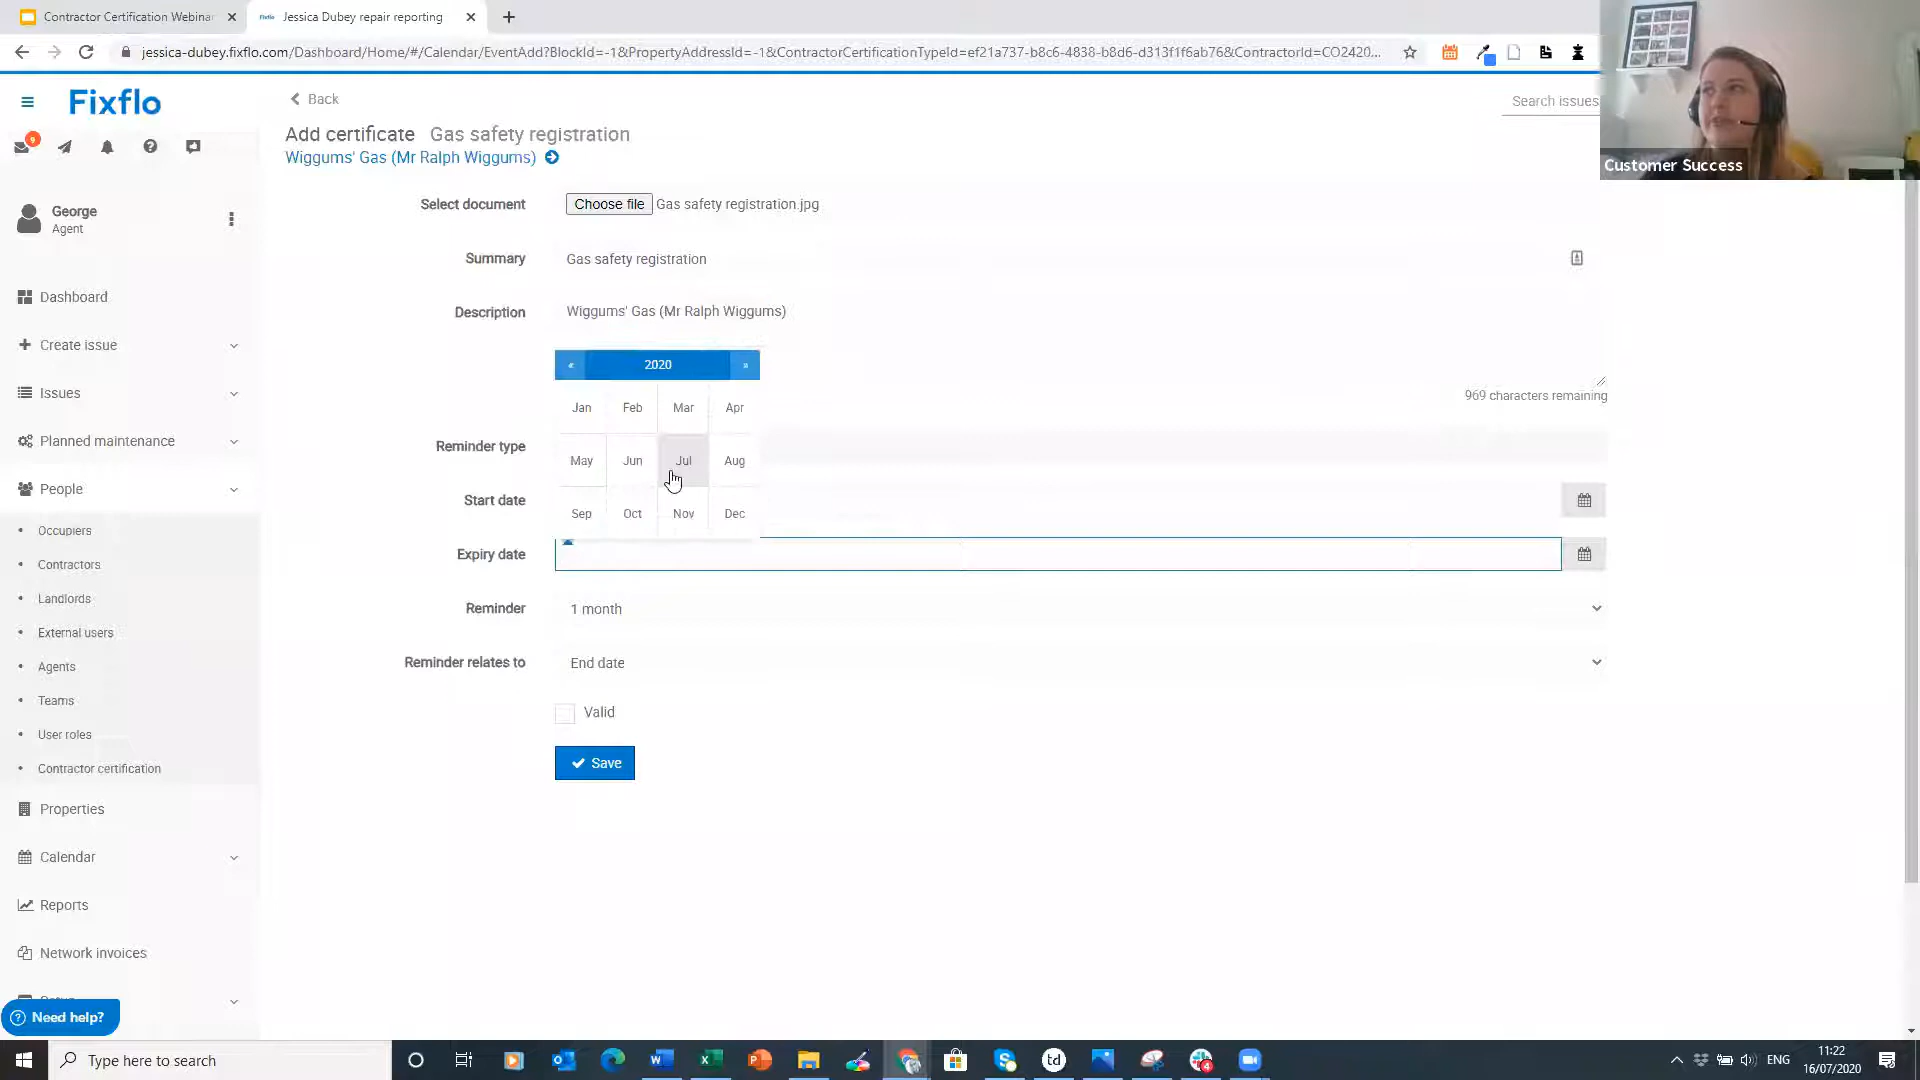 Contractor Certification Webina
Fixflo Jessica Dubey repair reporting
jessica-dubey.fixflo.com/Dashboard/Home/#/Calendar/EventAdd?BlockId=-1&PropertyAddressId=-1&ContractorCertificationTypeId=ef21a737-b8c6-4838-b8d6-d313f1f6ab76&ContractorId=CO2420...
Fixflo
9
George
Agent
Dashboard
Create issue
Issues
Planned maintenance
People
Occupiers
Contractors
Landlords
External users
Agents
Teams
User roles
Contractor certification
Properties
Calendar
Reports
Network invoices
Need help?
Back
Search issues
Add certificate Gas safety registration
Wiggums' Gas (Mr Ralph Wiggums)
Select document Choose file Gas safety registration.jpg
Summary Gas safety registration
Description Wiggums' Gas (Mr Ralph Wiggums)
« 2020 »
Jan Feb Mar Apr
May Jun Jul Aug
Sep Oct Nov Dec
969 characters remaining
Reminder type
Start date
Expiry date
Reminder 1 month
Reminder relates to End date
Valid
Save
Customer Success
Type here to search
td
4
ENG
11:22
16/07/2020